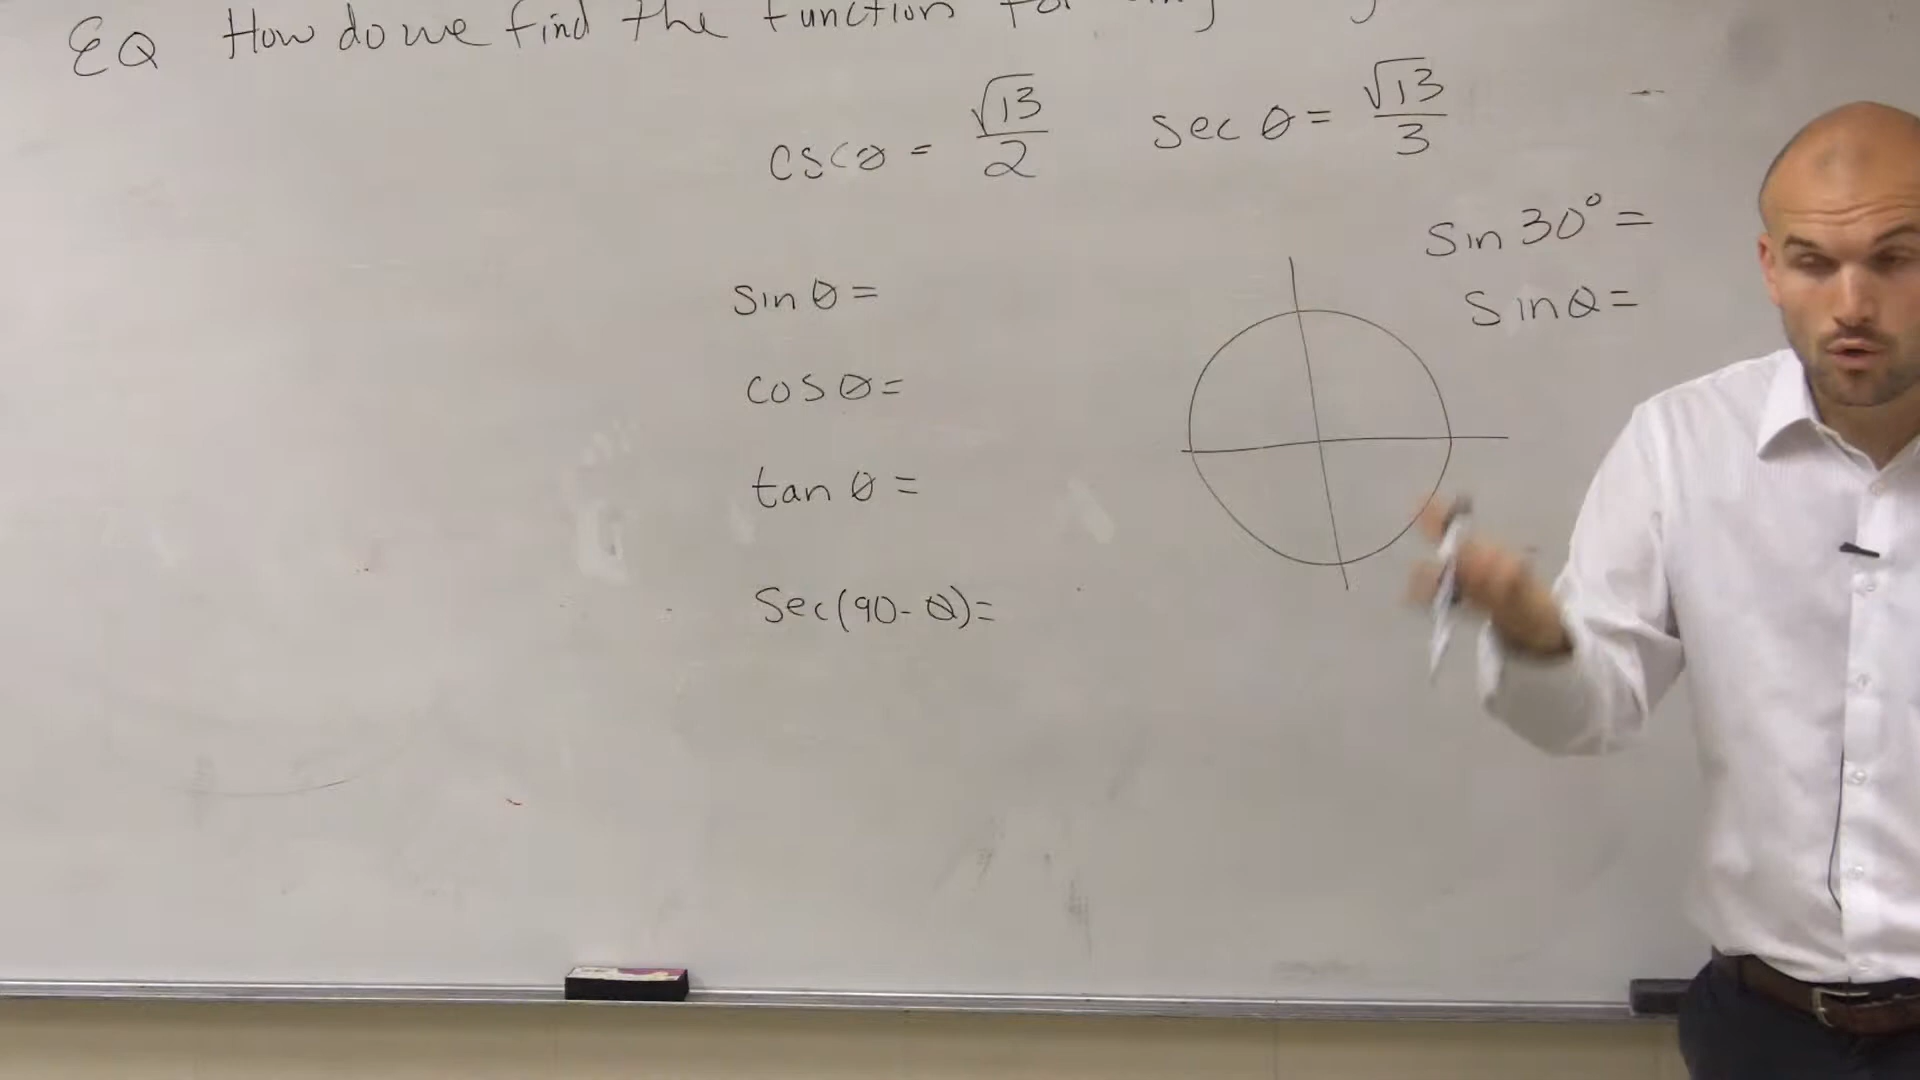 EQ How do we find the function for
csc θ = √13/2 sec θ = √13/3
sin 30° =
sin θ =
sin θ =
cos θ =
tan θ =
Sec(90 - θ) =